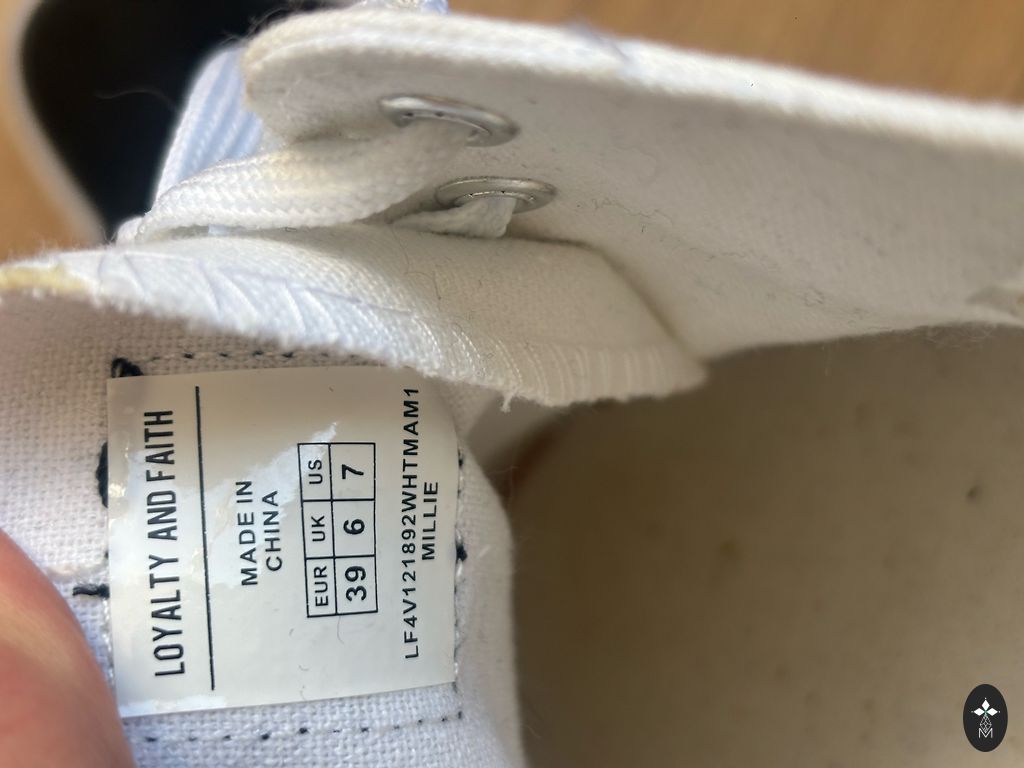 LOYALTY AND FAITH
MADE IN
CHINA
EUR UK US
39 6 7
LF4V121892WHTMAM1
MILLIE
M